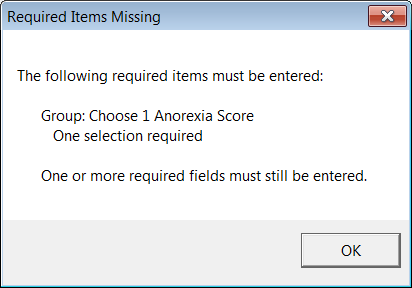 Required Items Missing
The following required items must be entered:
Group: Choose 1 Anorexia Score
One selection required
One or more required fields must still be entered.
OK